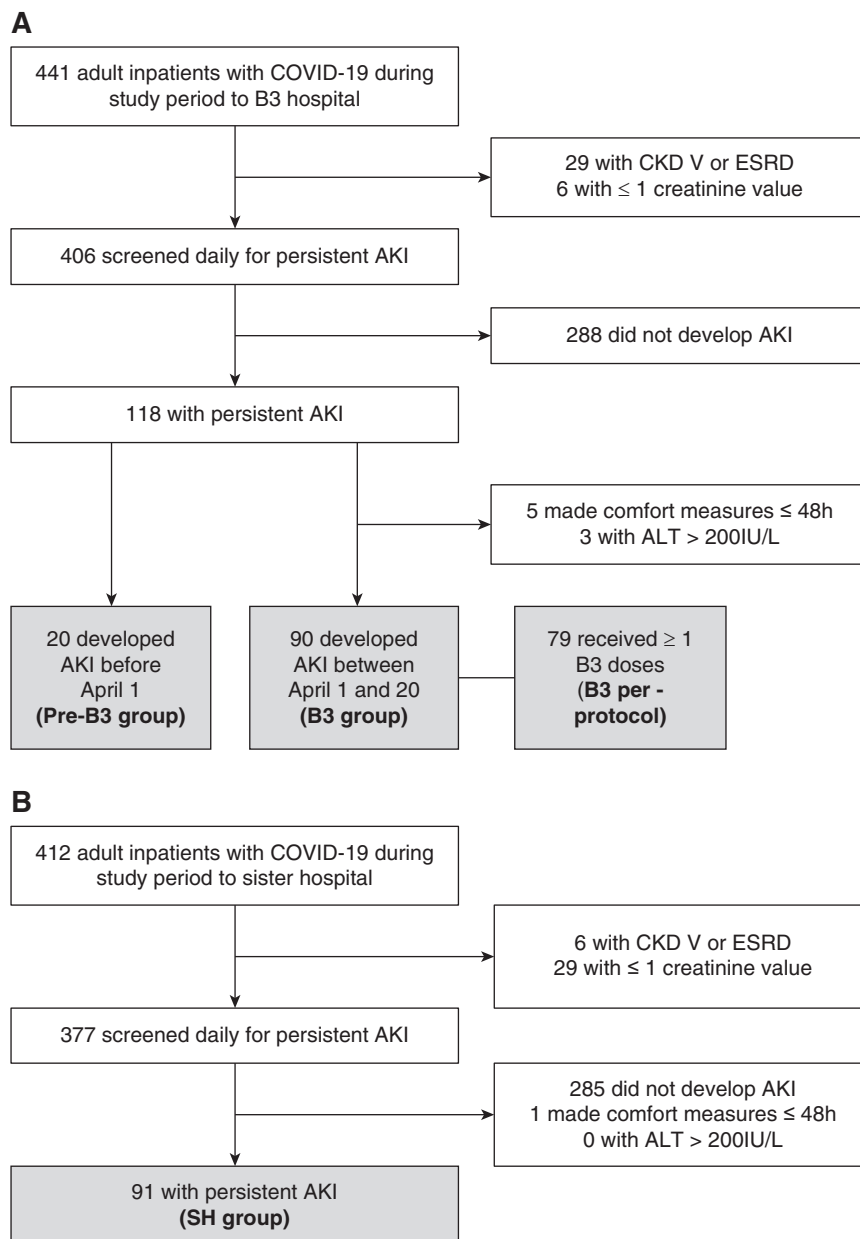 A
441 adult inpatients with COVID-19 during
study period to B3 hospital
29 with CKD V or ESRD
6 with ≤ 1 creatinine value
406 screened daily for persistent AKI
288 did not develop AKI
118 with persistent AKI
5 made comfort measures ≤ 48h
3 with ALT > 200IU/L
20 developed
AKI before
April 1
(Pre-B3 group)
90 developed
AKI between
April 1 and 20
(B3 group)
79 received ≥ 1
B3 doses
(B3 per -
protocol)
B
412 adult inpatients with COVID-19 during
study period to sister hospital
6 with CKD V or ESRD
29 with ≤ 1 creatinine value
377 screened daily for persistent AKI
285 did not develop AKI
1 made comfort measures ≤ 48h
0 with ALT > 200IU/L
91 with persistent AKI
(SH group)